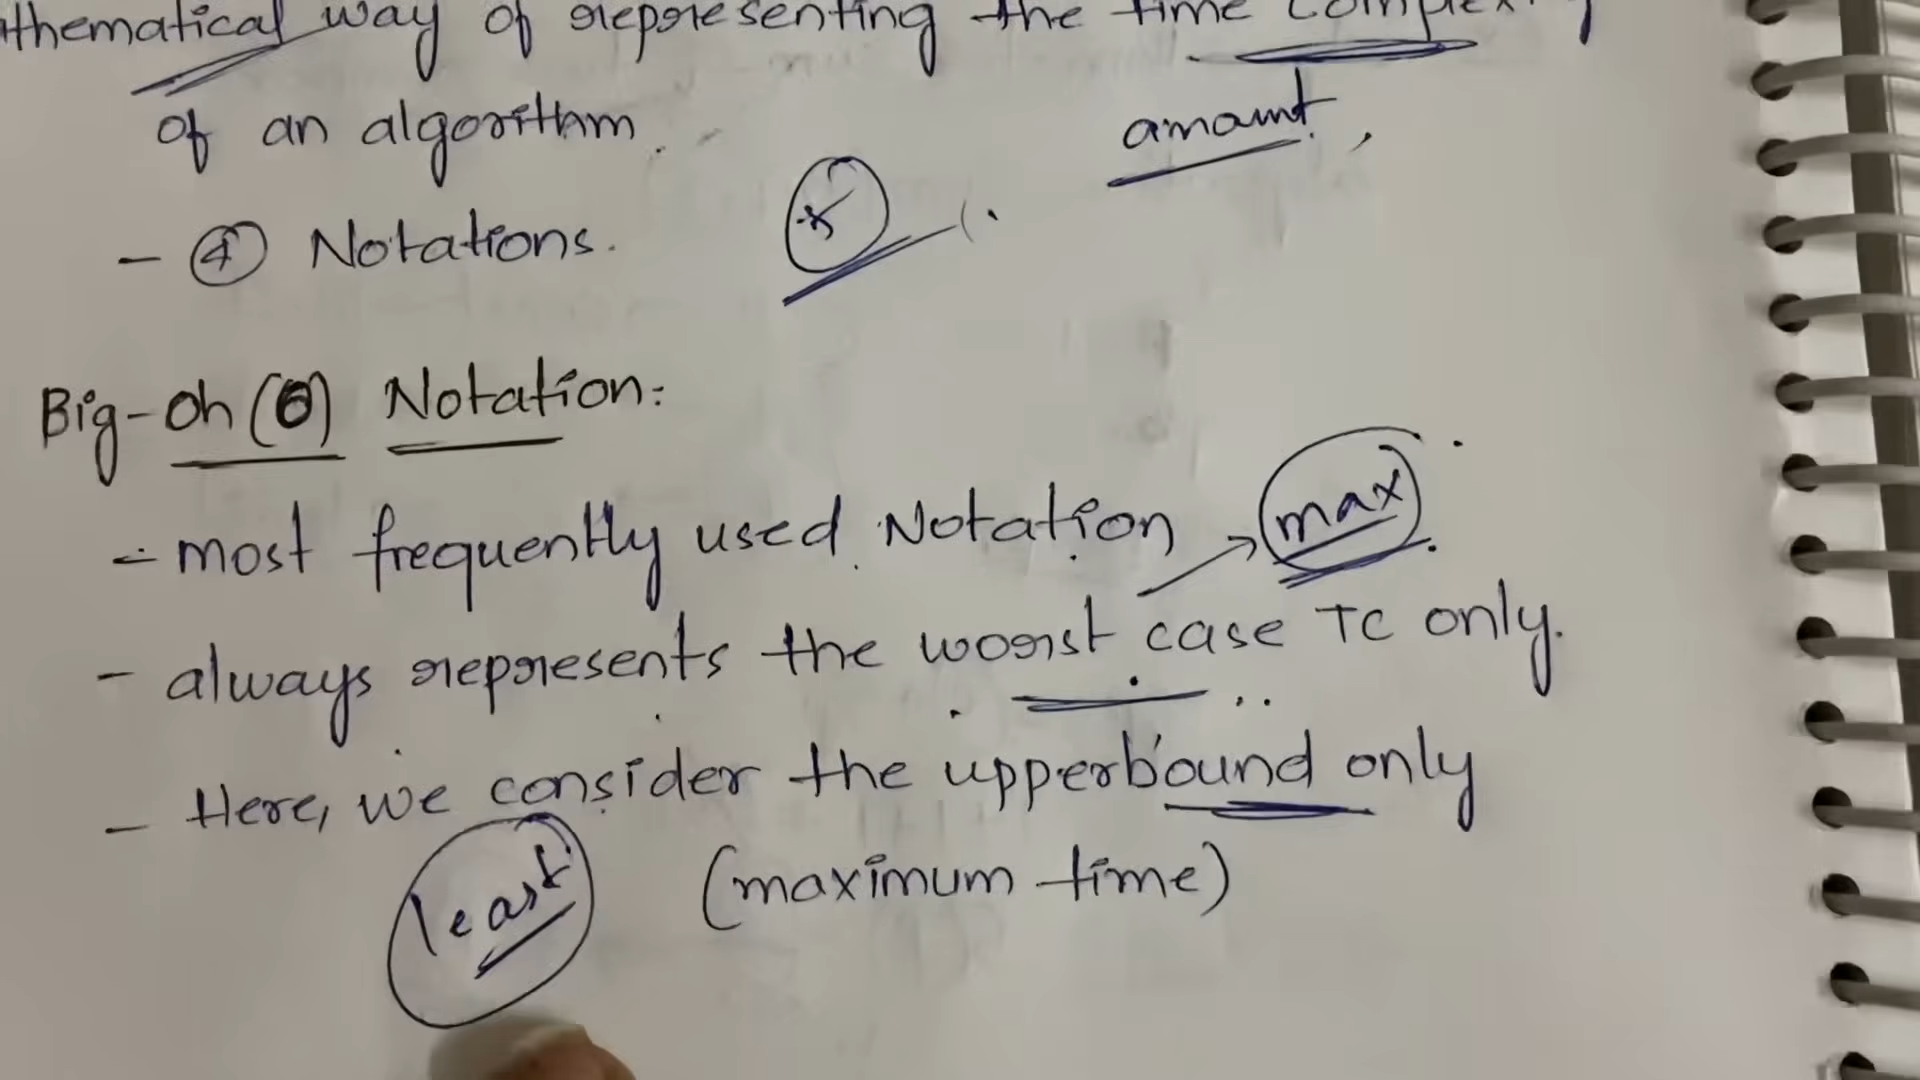 thematical way of representing the time complexity
of an algorithm.
amount
- ④ Notations.
Big-oh (O) Notation:
- most frequently used Notation
max
- always represents the worst case TC only.
- Here, we consider the upperbound only
least
(maximum time)